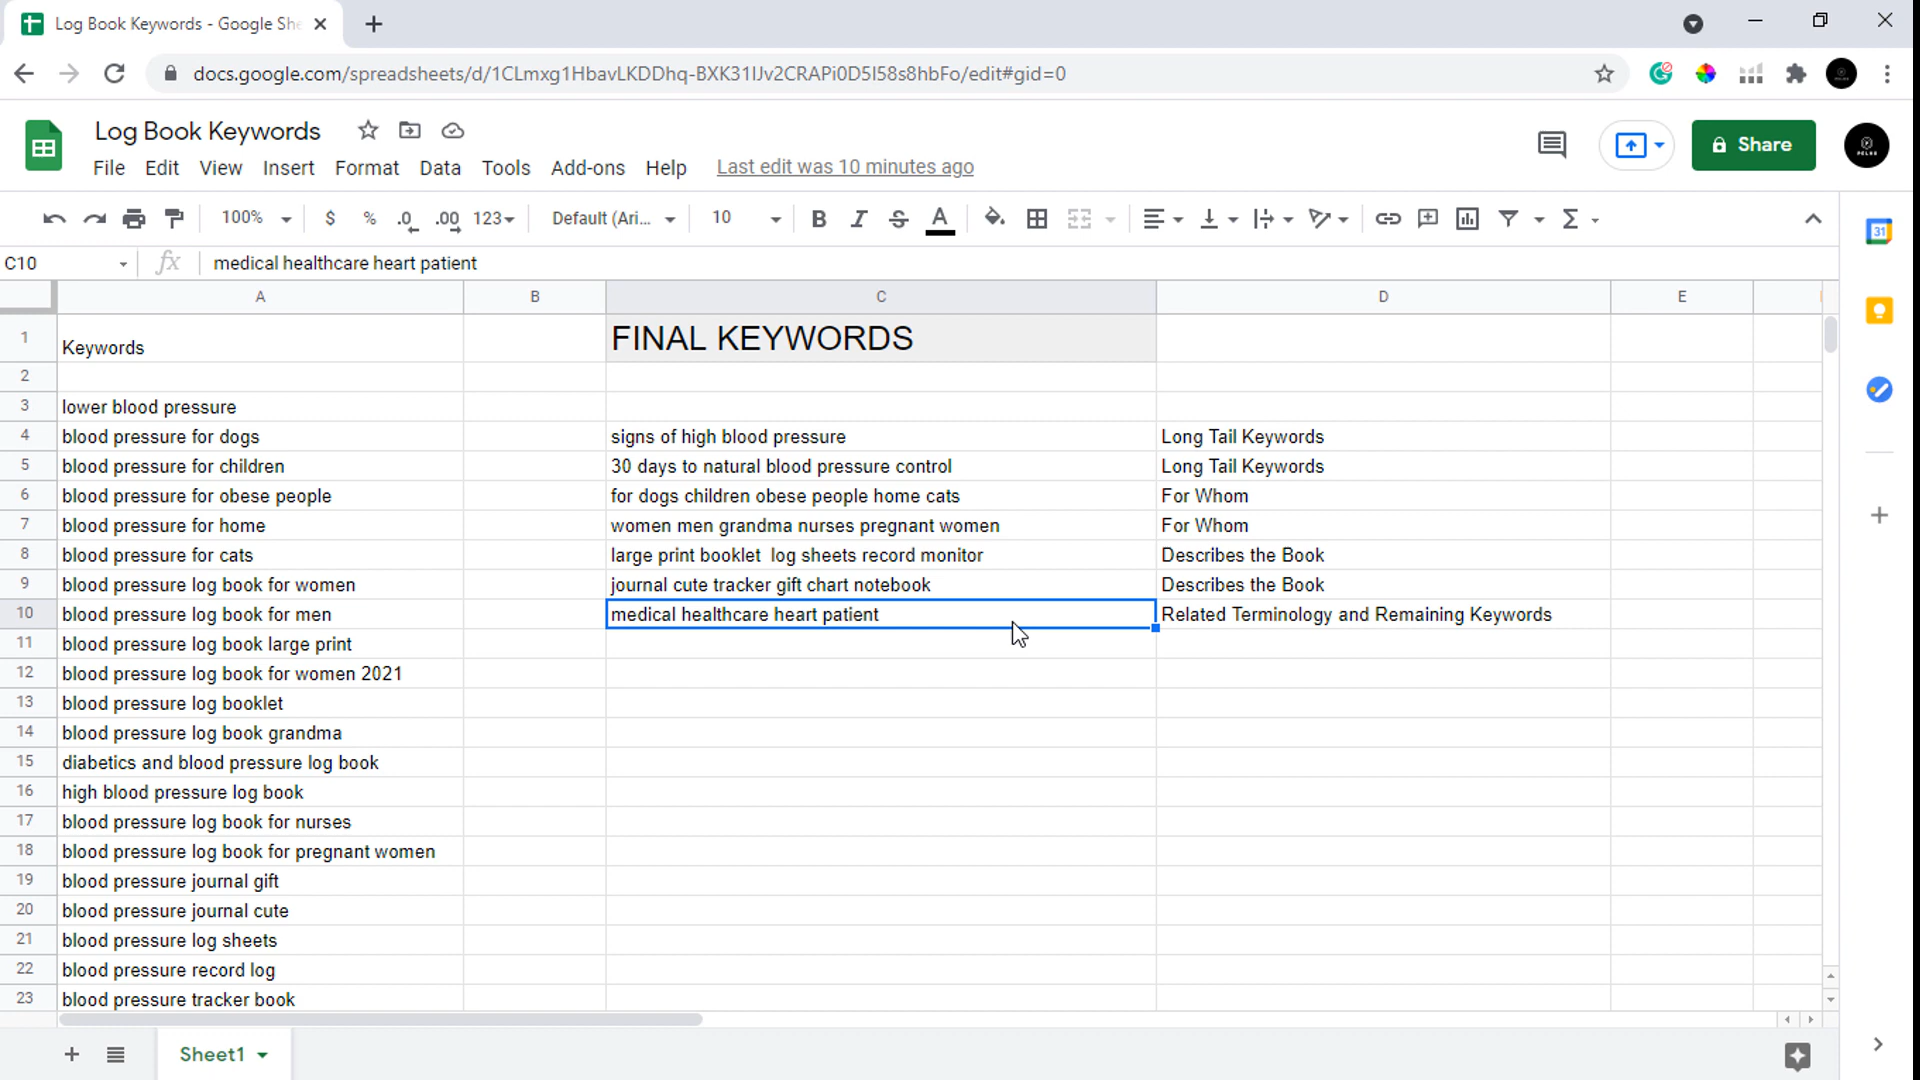 Log Book Keywords - Google She
docs.google.com/spreadsheets/d/1CLmxg1HbavLKDDhq-BXK31IJv2CRAPi0D5I58s8hbFo/edit#gid=0
Log Book Keywords
File Edit View Insert Format Data Tools Add-ons Help Last edit was 10 minutes ago
Share
100% $ % .0 .00 123 Default (Ari... 10 B I S A
C10 fx medical healthcare heart patient
A B C D E
1 Keywords FINAL KEYWORDS
2
3 lower blood pressure
4 blood pressure for dogs signs of high blood pressure Long Tail Keywords
5 blood pressure for children 30 days to natural blood pressure control Long Tail Keywords
6 blood pressure for obese people for dogs children obese people home cats For Whom
7 blood pressure for home women men grandma nurses pregnant women For Whom
8 blood pressure for cats large print booklet  log sheets record monitor Describes the Book
9 blood pressure log book for women journal cute tracker gift chart notebook Describes the Book
10 blood pressure log book for men medical healthcare heart patient Related Terminology and Remaining Keywords
11 blood pressure log book large print
12 blood pressure log book for women 2021
13 blood pressure log booklet
14 blood pressure log book grandma
15 diabetics and blood pressure log book
16 high blood pressure log book
17 blood pressure log book for nurses
18 blood pressure log book for pregnant women
19 blood pressure journal gift
20 blood pressure journal cute
21 blood pressure log sheets
22 blood pressure record log
23 blood pressure tracker book
Sheet1
31